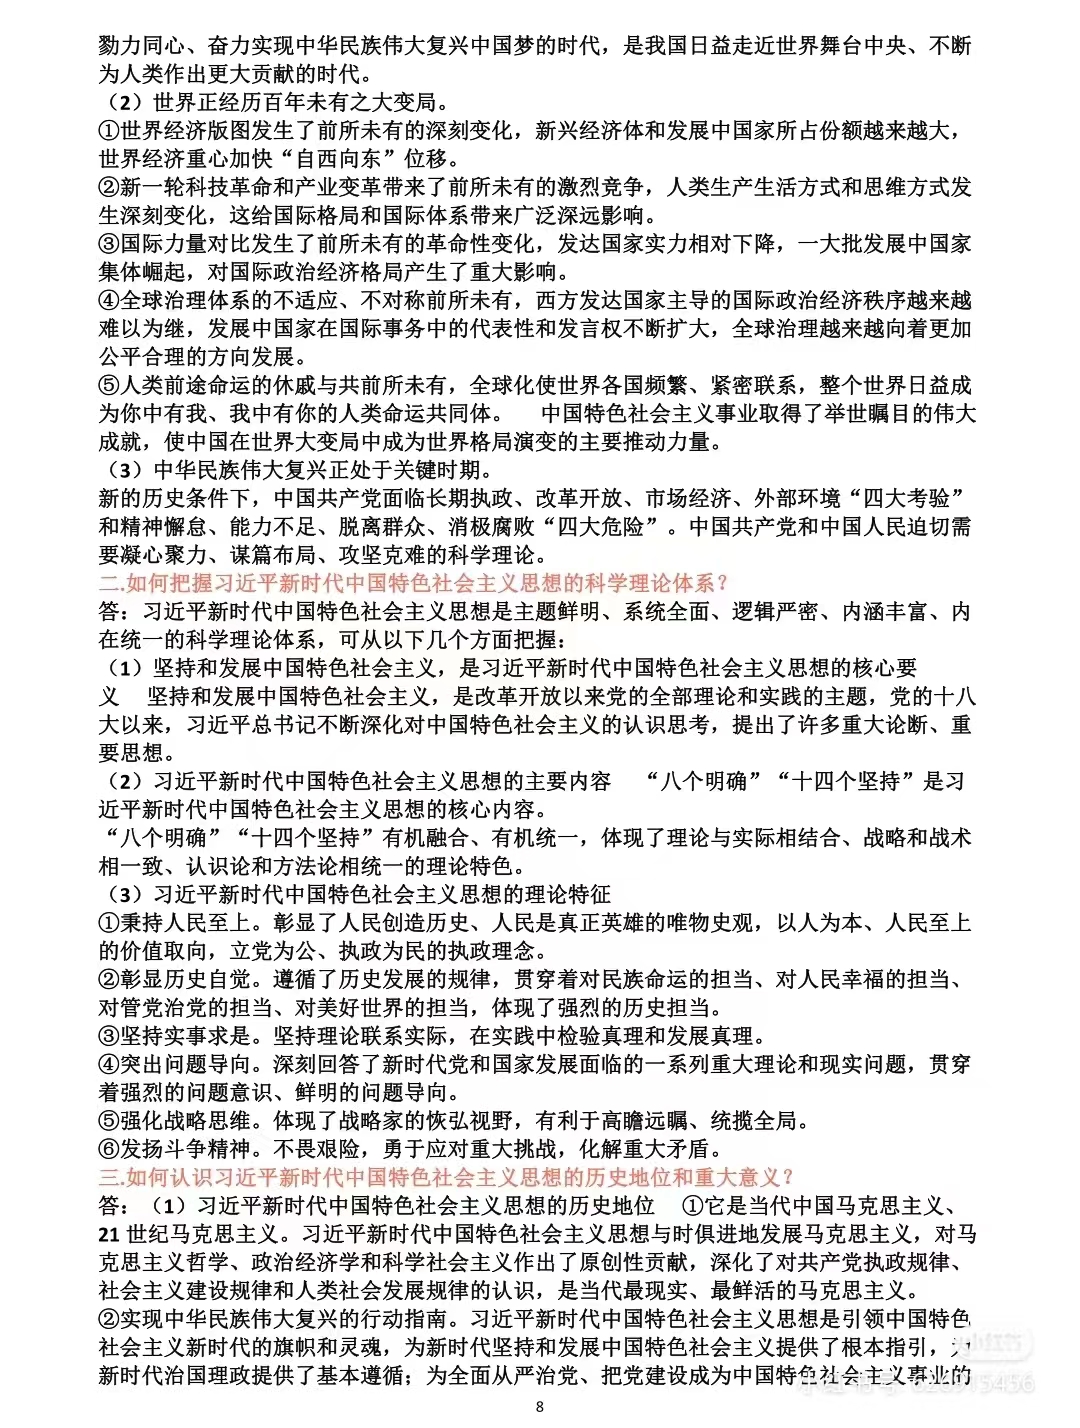 勠力同心、奋力实现中华民族伟大复兴中国梦的时代，是我国日益走近世界舞台中央、不断
为人类作出更大贡献的时代。
（2）世界正经历百年未有之大变局。
①世界经济版图发生了前所未有的深刻变化，新兴经济体和发展中国家所占份额越来越大，
世界经济重心加快“自西向东”位移。
②新一轮科技革命和产业变革带来了前所未有的激烈竞争，人类生产生活方式和思维方式发
生深刻变化，这给国际格局和国际体系带来广泛深远影响。
③国际力量对比发生了前所未有的革命性变化，发达国家实力相对下降，一大批发展中国家
集体崛起，对国际政治经济格局产生了重大影响。
④全球治理体系的不适应、不对称前所未有，西方发达国家主导的国际政治经济秩序越来越
难以为继，发展中国家在国际事务中的代表性和发言权不断扩大，全球治理越来越向着更加
公平合理的方向发展。
⑤人类前途命运的休戚与共前所未有，全球化使世界各国频繁、紧密联系，整个世界日益成
为你中有我、我中有你的人类命运共同体。 中国特色社会主义事业取得了举世瞩目的伟大
成就，使中国在世界大变局中成为世界格局演变的主要推动力量。
（3）中华民族伟大复兴正处于关键时期。
新的历史条件下，中国共产党面临长期执政、改革开放、市场经济、外部环境“四大考验”
和精神懈怠、能力不足、脱离群众、消极腐败“四大危险”。中国共产党和中国人民迫切需
要凝心聚力、谋篇布局、攻坚克难的科学理论。
二.如何把握习近平新时代中国特色社会主义思想的科学理论体系？
答：习近平新时代中国特色社会主义思想是主题鲜明、系统全面、逻辑严密、内涵丰富、内
在统一的科学理论体系，可从以下几个方面把握：
（1）坚持和发展中国特色社会主义，是习近平新时代中国特色社会主义思想的核心要
义 坚持和发展中国特色社会主义，是改革开放以来党的全部理论和实践的主题，党的十八
大以来，习近平总书记不断深化对中国特色社会主义的认识思考，提出了许多重大论断、重
要思想。
（2）习近平新时代中国特色社会主义思想的主要内容 “八个明确”“十四个坚持”是习
近平新时代中国特色社会主义思想的核心内容。
“八个明确”“十四个坚持”有机融合、有机统一，体现了理论与实际相结合、战略和战术
相一致、认识论和方法论相统一的理论特色。
（3）习近平新时代中国特色社会主义思想的理论特征
①秉持人民至上。彰显了人民创造历史、人民是真正英雄的唯物史观，以人为本、人民至上
的价值取向，立党为公、执政为民的执政理念。
②彰显历史自觉。遵循了历史发展的规律，贯穿着对民族命运的担当、对人民幸福的担当、
对管党治党的担当、对美好世界的担当，体现了强烈的历史担当。
③坚持实事求是。坚持理论联系实际，在实践中检验真理和发展真理。
④突出问题导向。深刻回答了新时代党和国家发展面临的一系列重大理论和现实问题，贯穿
着强烈的问题意识、鲜明的问题导向。
⑤强化战略思维。体现了战略家的恢弘视野，有利于高瞻远瞩、统揽全局。
⑥发扬斗争精神。不畏艰险，勇于应对重大挑战，化解重大矛盾。
三.如何认识习近平新时代中国特色社会主义思想的历史地位和重大意义？
答：（1）习近平新时代中国特色社会主义思想的历史地位 ①它是当代中国马克思主义、
21 世纪马克思主义。习近平新时代中国特色社会主义思想与时俱进地发展马克思主义，对马
克思主义哲学、政治经济学和科学社会主义作出了原创性贡献，深化了对共产党执政规律、
社会主义建设规律和人类社会发展规律的认识，是当代最现实、最鲜活的马克思主义。
②实现中华民族伟大复兴的行动指南。习近平新时代中国特色社会主义思想是引领中国特色
社会主义新时代的旗帜和灵魂，为新时代坚持和发展中国特色社会主义提供了根本指引，为
新时代治国理政提供了基本遵循；为全面从严治党、把党建设成为中国特色社会主义事业的
8